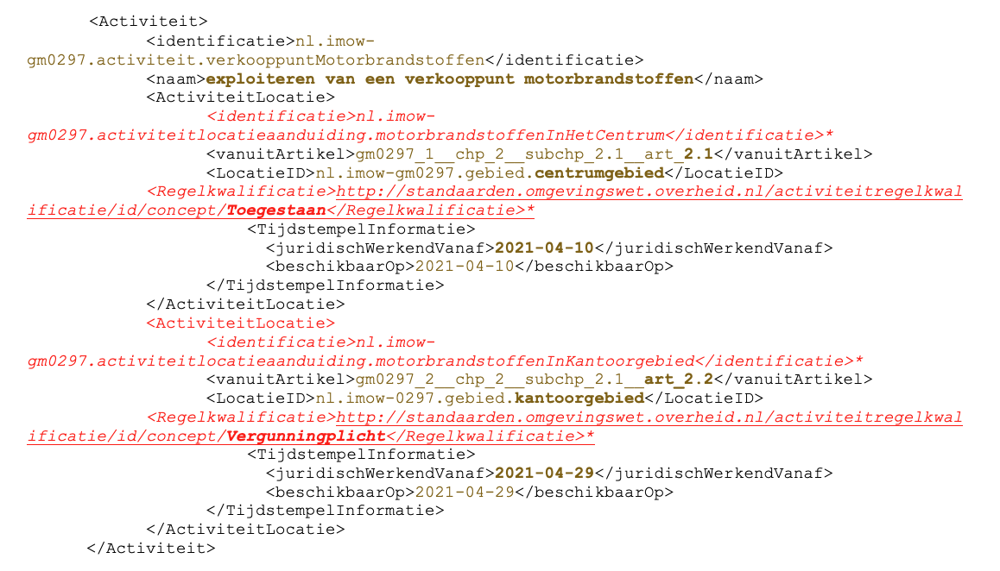 <Activiteit>
<identificatie>nl.imow-
gm0297.activiteit.verkooppuntMotorbrandstoffen</identificatie>
<naam>exploiteren van een verkooppunt motorbrandstoffen</naam>
<ActiviteitLocatie>
<identificatie>nl.imow-
gm0297.activiteitlocatieaanduiding.motorbrandstoffenInHetCentrum</identificatie>*
<vanuitArtikel>gm0297_1__chp_2__subchp_2.1__art_2.1</vanuitArtikel>
<LocatieID>nl.imow-gm0297.gebied.centrumgebied</LocatieID>
<Regelkwalificatie>http://standaarden.omgevingswet.overheid.nl/activiteitregelkwal
ificatie/id/concept/Toegestaan</Regelkwalificatie>*
<TijdstempelInformatie>
<juridischWerkendVanaf>2021-04-10</juridischWerkendVanaf>
<beschikbaarOp>2021-04-10</beschikbaarOp>
</TijdstempelInformatie>
</ActiviteitLocatie>
<ActiviteitLocatie>
<identificatie>nl.imow-
gm0297.activiteitlocatieaanduiding.motorbrandstoffenInKantoorgebied</identificatie>*
<vanuitArtikel>gm0297_2__chp_2__subchp_2.1__art_2.2</vanuitArtikel>
<LocatieID>nl.imow-0297.gebied.kantoorgebied</LocatieID>
<Regelkwalificatie>http://standaarden.omgevingswet.overheid.nl/activiteitregelkwal
ificatie/id/concept/Vergunningplicht</Regelkwalificatie>*
<TijdstempelInformatie>
<juridischWerkendVanaf>2021-04-29</juridischWerkendVanaf>
<beschikbaarOp>2021-04-29</beschikbaarOp>
</TijdstempelInformatie>
</ActiviteitLocatie>
</Activiteit>